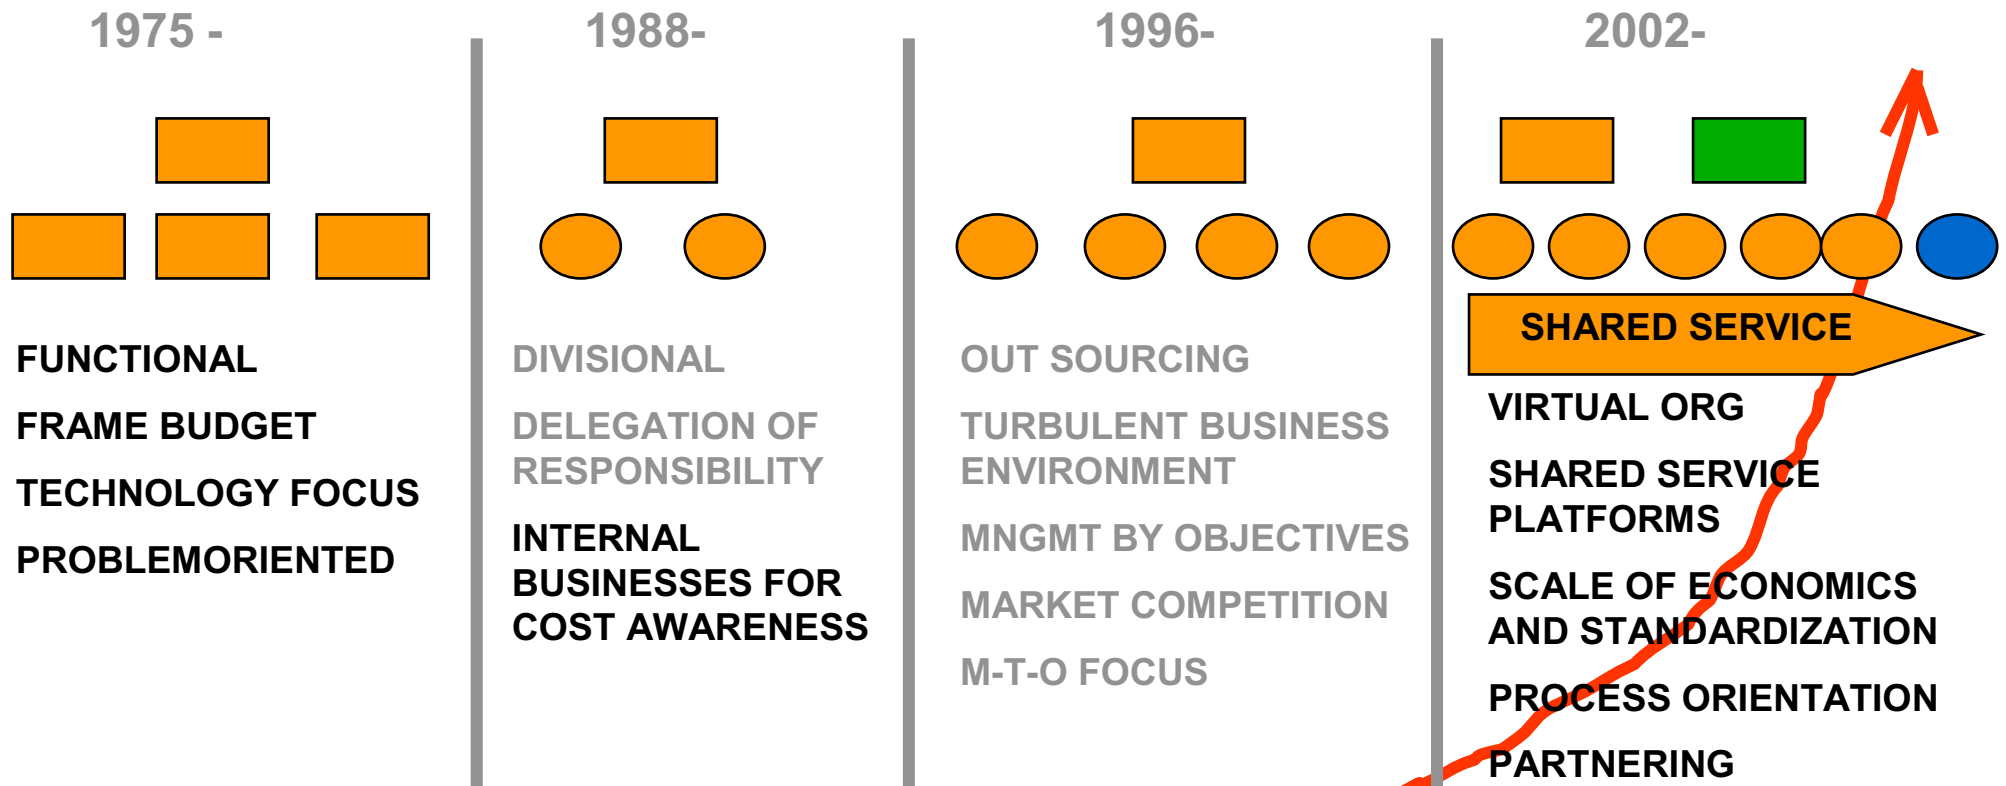 1975 -
FUNCTIONAL
FRAME BUDGET
TECHNOLOGY FOCUS
PROBLEMORIENTED
1988-
DIVISIONAL
DELEGATION OF
RESPONSIBILITY
INTERNAL
BUSINESSES FOR
COST AWARENESS
1996-
OUT SOURCING
TURBULENT BUSINESS
ENVIRONMENT
MNGMT BY OBJECTIVES
MARKET COMPETITION
M-T-O FOCUS
2002-
SHARED SERVICE
VIRTUAL ORG
SHARED SERVICE
PLATFORMS
SCALE OF ECONOMICS
AND STANDARDIZATION
PROCESS ORIENTATION
PARTNERING